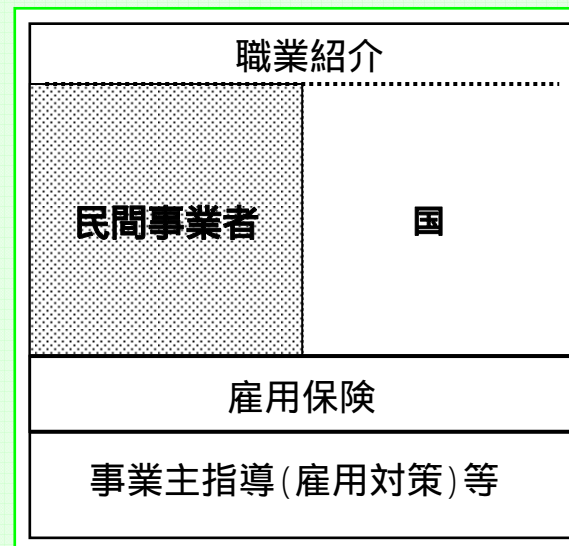 職業紹介
民間事業者
国
雇用保険
事業主指導(雇用対策)等